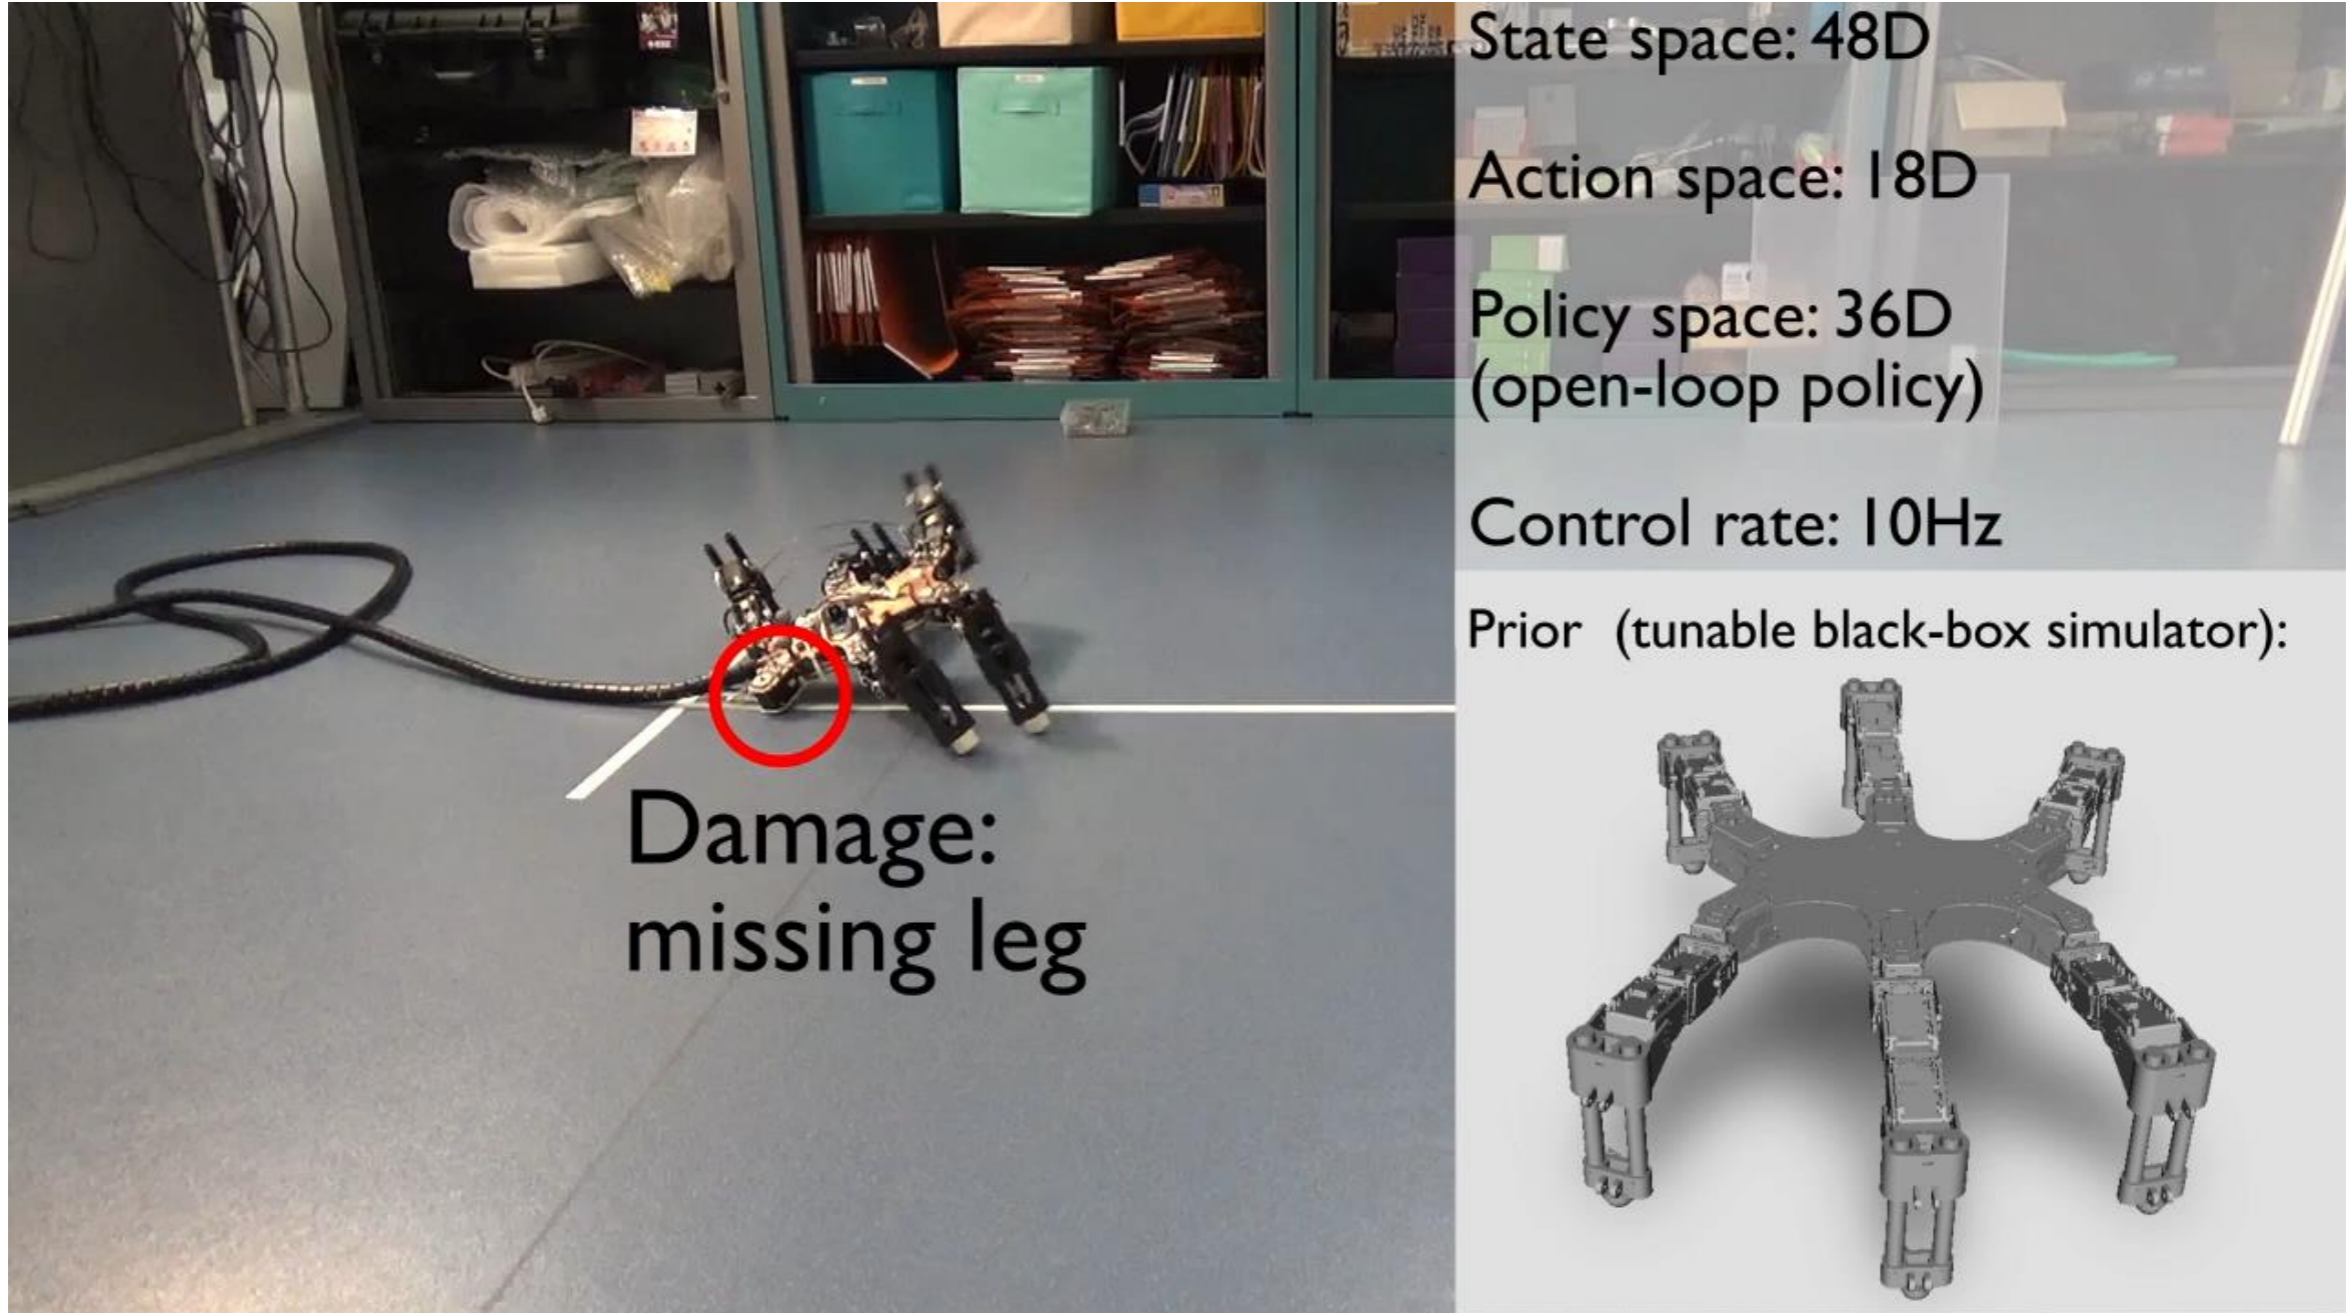 State space: 48D
Action space: 18D
Policy space: 36D
(open-loop policy)
Control rate: 10Hz
Prior (tunable black-box simulator):
Damage:
missing leg